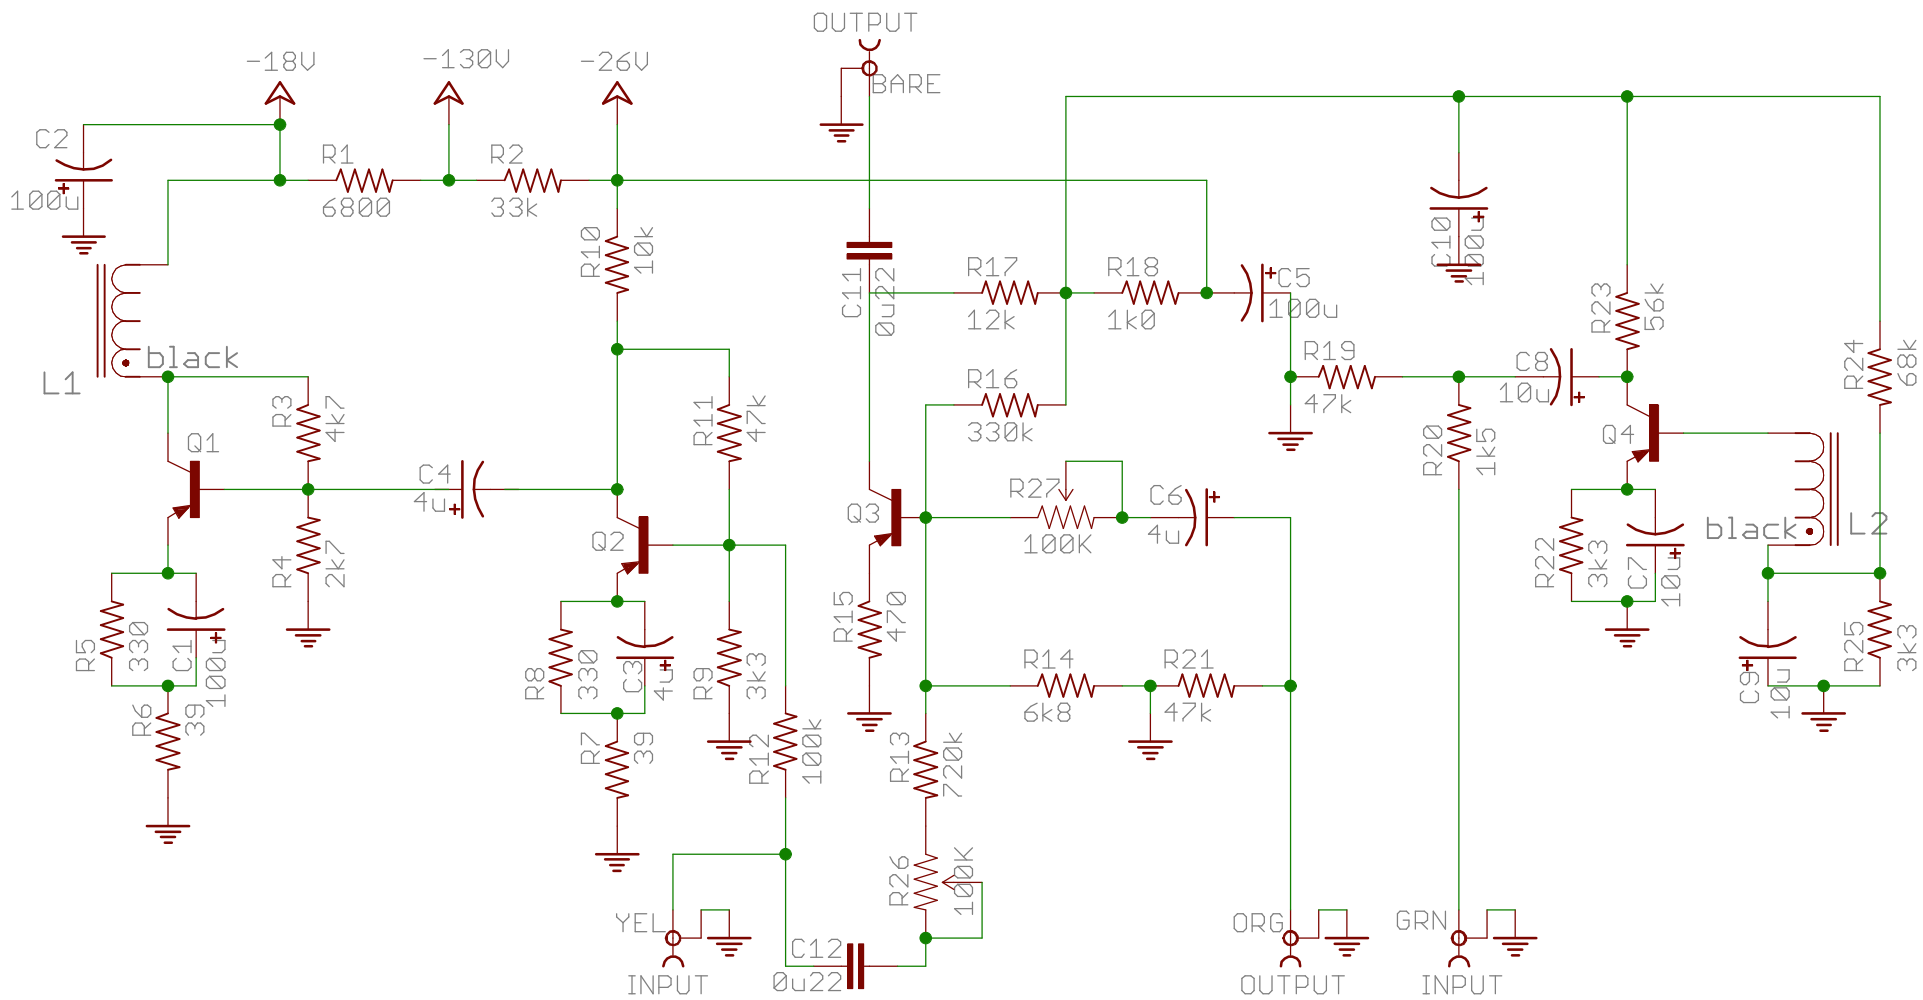 OUTPUT
BARE
-18V
-130V
-26V
C2
100u
R1
6800
R2
33k
R10
10k
C11
0u22
R17
12k
R18
1k0
C5
100u
C10
100u
R23
56k
R24
68k
L1
black
R3
4k7
Q1
C4
4u
R11
47k
R16
330k
R19
47k
C8
10u
R20
1k5
Q4
R27
100K
C6
4u
Q3
Q2
R4
2k7
R22
3k3
C7
10u
black
L2
R5
330
C1
100u
R6
39
R8
330
C3
4u
R9
3k3
R15
470
R14
6k8
R21
47k
C9
10u
R25
3k3
R7
39
R12
100k
R13
720k
R26
100K
YEL
INPUT
C12
0u22
ORG
OUTPUT
GRN
INPUT